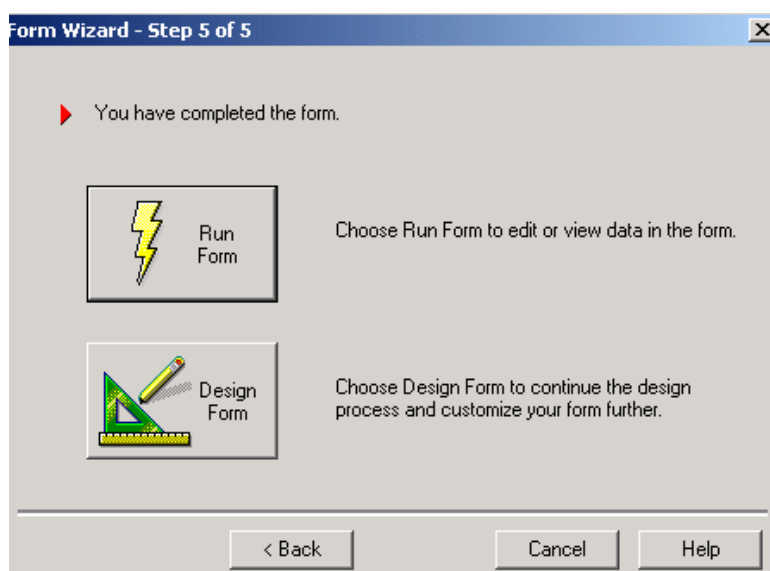 Form Wizard - Step 5 of 5
You have completed the form.
Run
Form
Choose Run Form to edit or view data in the form.
Design
Form
Choose Design Form to continue the design
process and customize your form further.
< Back
Cancel
Help